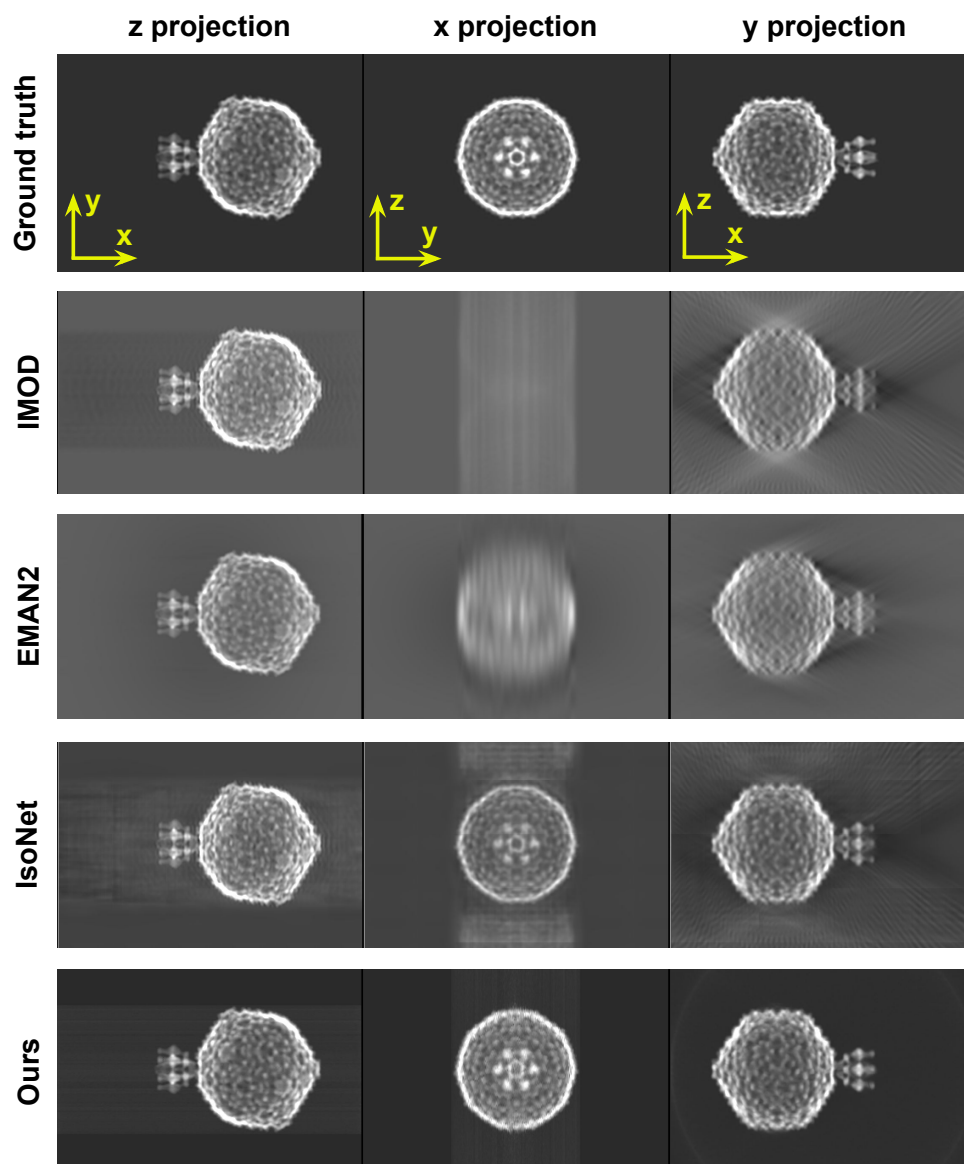 z projection x projection y projection
Ground truth
y
x
z
y
z
x
IMOD
EMAN2
IsoNet
Ours